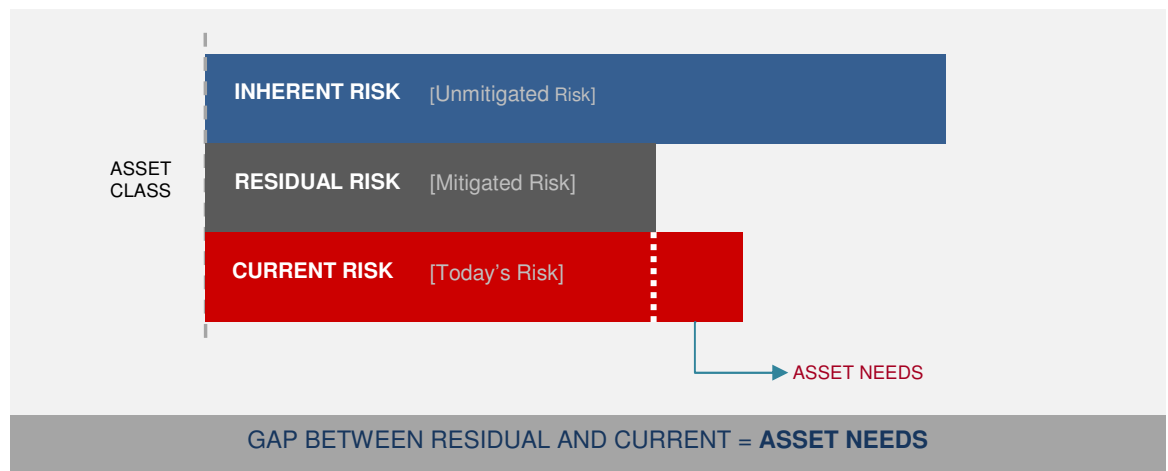 INHERENT RISK [Unmitigated Risk]
ASSET
CLASS
RESIDUAL RISK [Mitigated Risk]
CURRENT RISK [Today's Risk]
ASSET NEEDS
GAP BETWEEN RESIDUAL AND CURRENT = ASSET NEEDS